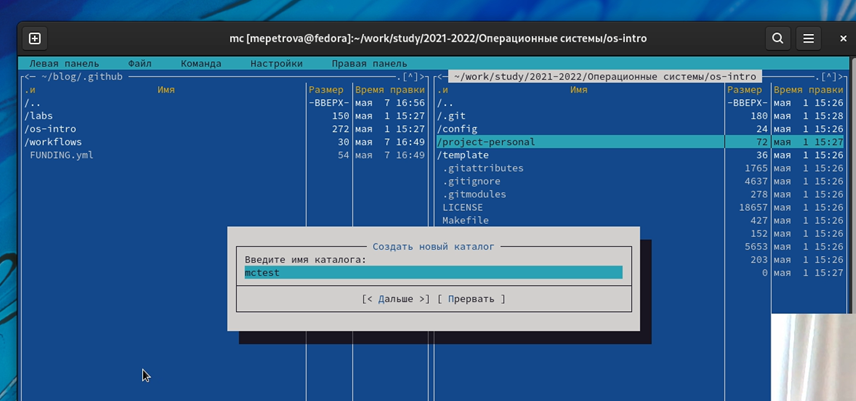 mc [mepetrova@fedora]:~/work/study/2021-2022/Операционные системы/os-intro
Левая панель Файл Команда Настройки Правая панель
<— ~/blog/.github .[^]>
.и Имя Размер Время правки
/.. -ВВЕРХ- мая 7 16:56
/labs 150 мая 1 15:27
/os-intro 272 мая 1 15:27
/workflows 30 мая 7 16:49
FUNDING.yml 54 мая 7 16:49
<— ~/work/study/2021-2022/Операционные системы/os-intro .[^]>
.и Имя Размер Время правки
/.. -ВВЕРХ- мая 1 15:26
/.git 180 мая 1 15:28
/config 24 мая 1 15:26
/project-personal 72 мая 1 15:27
/template 36 мая 1 15:26
.gitattributes 1765 мая 1 15:26
.gitignore 4637 мая 1 15:26
.gitmodules 278 мая 1 15:26
LICENSE 18657 мая 1 15:26
Makefile 427 мая 1 15:26
152 мая 1 15:26
5653 мая 1 15:26
203 мая 1 15:26
0 мая 1 15:27
Создать новый каталог
Введите имя каталога:
mctest
[< Дальше >] [ Прервать ]